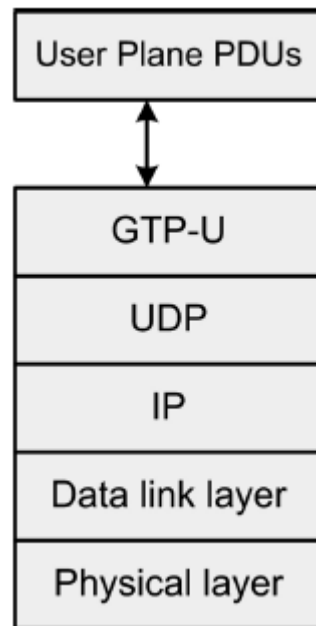 User Plane PDUs
GTP-U
UDP
IP
Data link layer
Physical layer